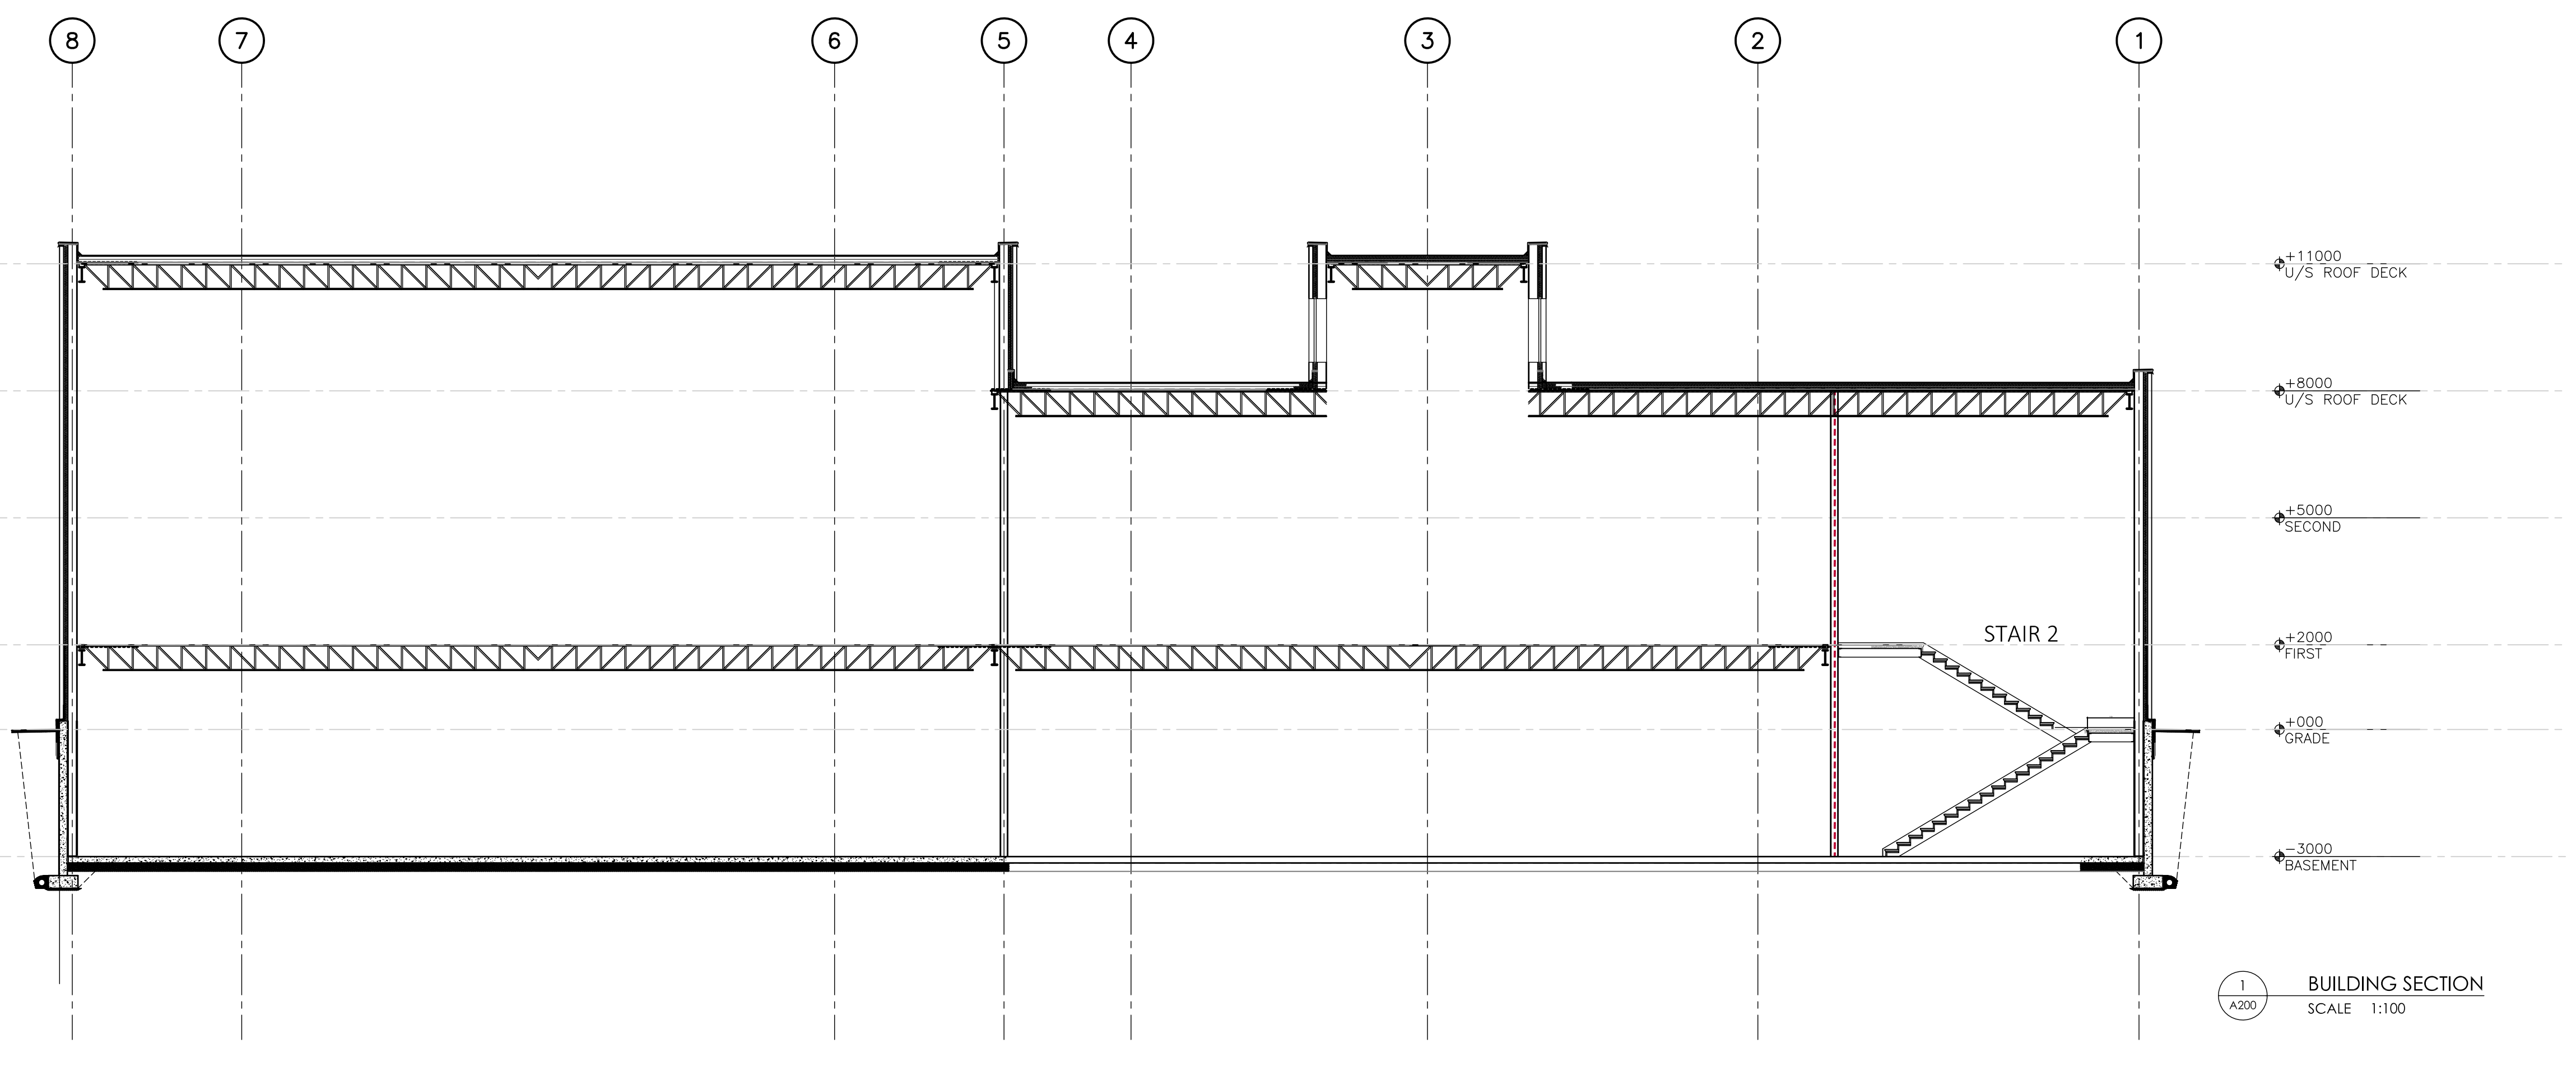 8 7 6 5 4 3 2 1
+11000
U/S ROOF DECK
+8000
U/S ROOF DECK
+5000
SECOND
STAIR 2
+2000
FIRST
+000
GRADE
-3000
BASEMENT
1
A200
BUILDING SECTION
SCALE 1:100